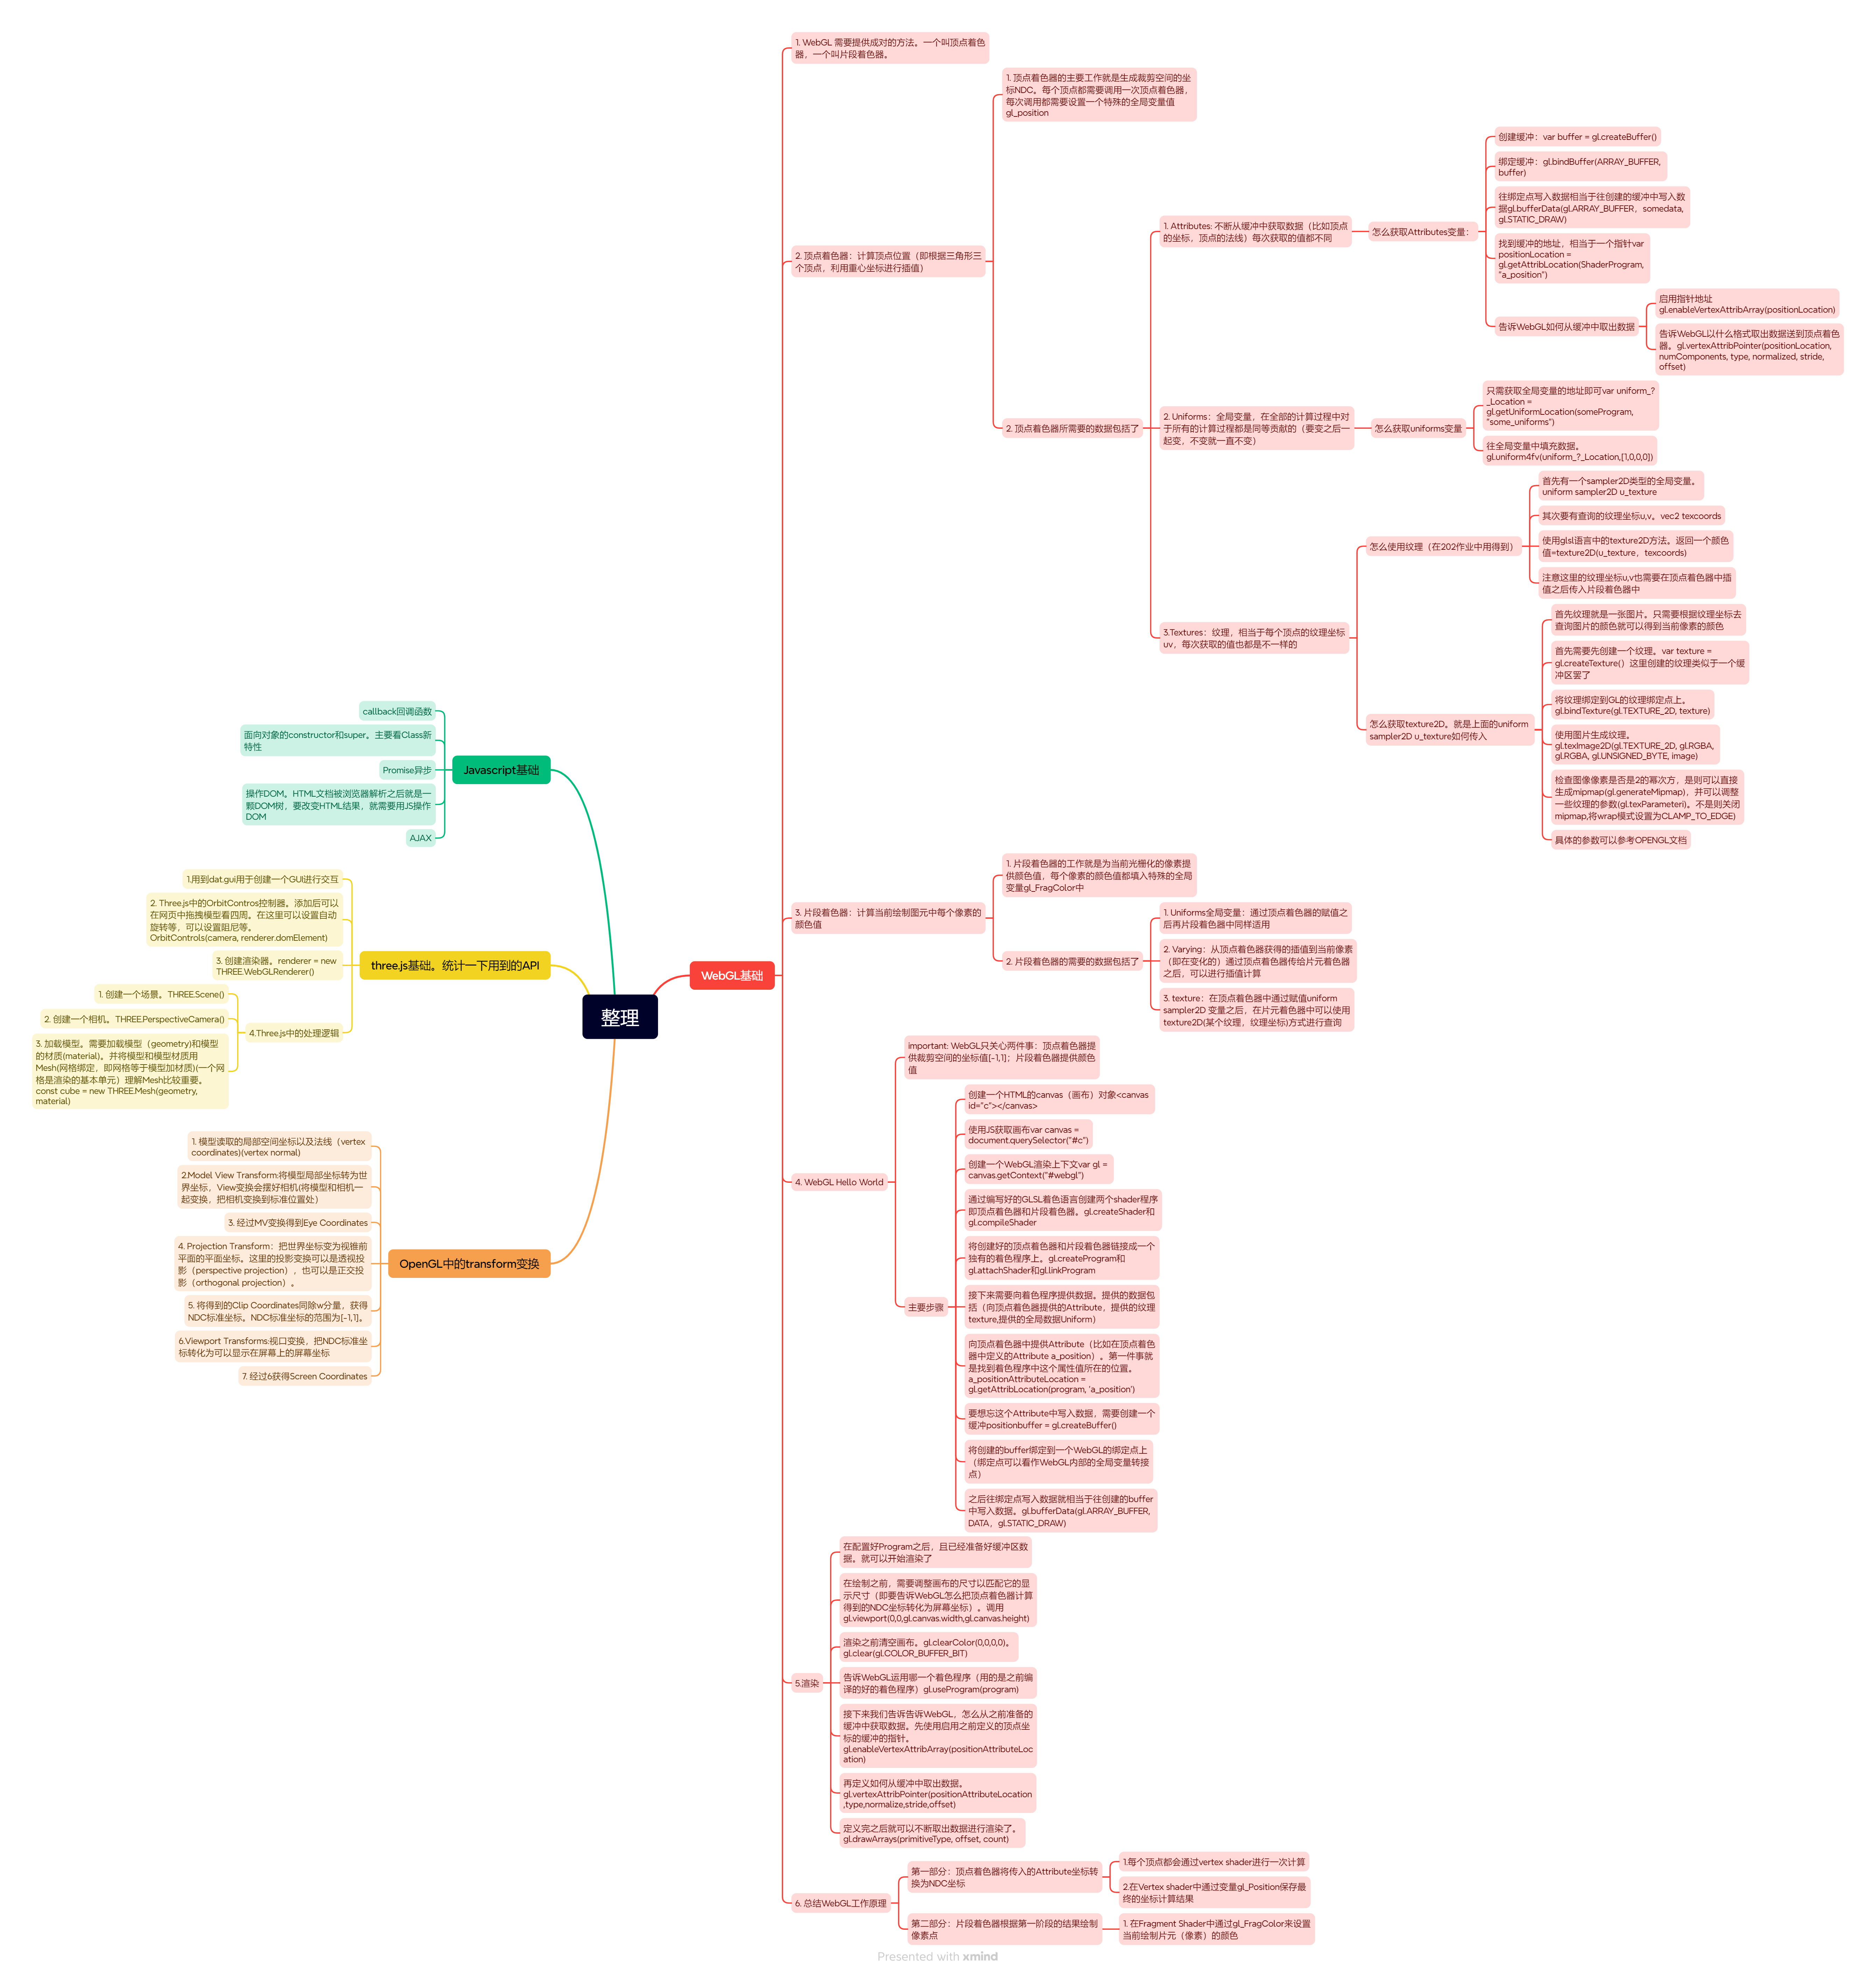 整理
WebGL基础
1. WebGL 需要提供成对的方法。一个叫顶点着色
器，一个叫片段着色器。
2. 顶点着色器：计算顶点位置（即根据三角形三
个顶点，利用重心坐标进行插值）
1. 顶点着色器的主要工作就是生成裁剪空间的坐
标NDC。每个顶点都需要调用一次顶点着色器，
每次调用都需要设置一个特殊的全局变量值
gl_position
2. 顶点着色器所需要的数据包括了
1. Attributes: 不断从缓冲中获取数据（比如顶点
的坐标，顶点的法线）每次获取的值都不同
怎么获取Attributes变量：
创建缓冲：var buffer = gl.createBuffer()
绑定缓冲：gl.bindBuffer(ARRAY_BUFFER,
buffer)
往绑定点写入数据相当于往创建的缓冲中写入数
据gl.bufferData(gl.ARRAY_BUFFER，somedata,
gl.STATIC_DRAW)
找到缓冲的地址，相当于一个指针var
positionLocation =
gl.getAttribLocation(ShaderProgram,
"a_position")
告诉WebGL如何从缓冲中取出数据
启用指针地址
gl.enableVertexAttribArray(positionLocation)
告诉WebGL以什么格式取出数据送到顶点着色
器。gl.vertexAttribPointer(positionLocation,
numComponents, type, normalized, stride,
offset)
2. Uniforms：全局变量，在全部的计算过程中对
于所有的计算过程都是同等贡献的（要变之后一
起变，不变就一直不变）
怎么获取uniforms变量
只需获取全局变量的地址即可var uniform_?
_Location =
gl.getUniformLocation(someProgram,
"some_uniforms")
往全局变量中填充数据。
gl.uniform4fv(uniform_?_Location,[1,0,0,0])
3.Textures：纹理，相当于每个顶点的纹理坐标
uv，每次获取的值也都是不一样的
怎么使用纹理（在202作业中用得到）
首先有一个sampler2D类型的全局变量。
uniform sampler2D u_texture
其次要有查询的纹理坐标u,v。vec2 texcoords
使用glsl语言中的texture2D方法。返回一个颜色
值=texture2D(u_texture，texcoords)
注意这里的纹理坐标u,v也需要在顶点着色器中插
值之后传入片段着色器中
怎么获取texture2D。就是上面的uniform
sampler2D u_texture如何传入
首先纹理就是一张图片。只需要根据纹理坐标去
查询图片的颜色就可以得到当前像素的颜色
首先需要先创建一个纹理。var texture =
gl.createTexture()  这里创建的纹理类似于一个缓
冲区罢了
将纹理绑定到GL的纹理绑定点上。
gl.bindTexture(gl.TEXTURE_2D, texture)
使用图片生成纹理。
gl.texImage2D(gl.TEXTURE_2D, gl.RGBA,
gl.RGBA, gl.UNSIGNED_BYTE, image)
检查图像像素是否是2的幂次方，是则可以直接
生成mipmap(gl.generateMipmap)，并可以调整
一些纹理的参数(gl.texParameteri)。不是则关闭
mipmap,将wrap模式设置为CLAMP_TO_EDGE)
具体的参数可以参考OPENGL文档
3. 片段着色器：计算当前绘制图元中每个像素的
颜色值
1. 片段着色器的工作就是为当前光栅化的像素提
供颜色值，每个像素的颜色值都填入特殊的全局
变量gl_FragColor中
2. 片段着色器的需要的数据包括了
1. Uniforms全局变量：通过顶点着色器的赋值之
后再片段着色器中同样适用
2. Varying：从顶点着色器获得的插值到当前像素
（即在变化的）通过顶点着色器传给片元着色器
之后，可以进行插值计算
3. texture：在顶点着色器中通过赋值uniform
sampler2D 变量之后，在片元着色器中可以使用
texture2D(某个纹理，纹理坐标)方式进行查询
4. WebGL Hello World
important: WebGL只关心两件事：顶点着色器提
供裁剪空间的坐标值[-1,1]；片段着色器提供颜色
值
主要步骤
创建一个HTML的canvas（画布）对象<canvas
id="c"></canvas>
使用JS获取画布var canvas =
document.querySelector("#c")
创建一个WebGL渲染上下文var gl =
canvas.getContext("#webgl")
通过编写好的GLSL着色语言创建两个shader程序
即顶点着色器和片段着色器。gl.createShader和
gl.compileShader
将创建好的顶点着色器和片段着色器链接成一个
独有的着色程序上。gl.createProgram和
gl.attachShader和gl.linkProgram
接下来需要向着色程序提供数据。提供的数据包
括（向顶点着色器提供的Attribute，提供的纹理
texture,提供的全局数据Uniform）
向顶点着色器中提供Attribute（比如在顶点着色
器中定义的Attribute a_position）。第一件事就
是找到着色程序中这个属性值所在的位置。
a_positionAttributeLocation =
gl.getAttribLocation(program, 'a_position')
要想忘这个Attribute中写入数据，需要创建一个
缓冲positionbuffer = gl.createBuffer()
将创建的buffer绑定到一个WebGL的绑定点上
（绑定点可以看作WebGL内部的全局变量转接
点）
之后往绑定点写入数据就相当于往创建的buffer
中写入数据。gl.bufferData(gl.ARRAY_BUFFER,
DATA，gl.STATIC_DRAW)
5.渲染
在配置好Program之后，且已经准备好缓冲区数
据。就可以开始渲染了
在绘制之前，需要调整画布的尺寸以匹配它的显
示尺寸（即要告诉WebGL怎么把顶点着色器计算
得到的NDC坐标转化为屏幕坐标）。调用
gl.viewport(0,0,gl.canvas.width,gl.canvas.height)
渲染之前清空画布。gl.clearColor(0,0,0,0)。
gl.clear(gl.COLOR_BUFFER_BIT)
告诉WebGL运用哪一个着色程序（用的是之前编
译的好的着色程序）gl.useProgram(program)
接下来我们告诉告诉WebGL，怎么从之前准备的
缓冲中获取数据。先使用启用之前定义的顶点坐
标的缓冲的指针。
gl.enableVertexAttribArray(positionAttributeLoc
ation)
再定义如何从缓冲中取出数据。
gl.vertexAttribPointer(positionAttributeLocation
,type,normalize,stride,offset)
定义完之后就可以不断取出数据进行渲染了。
gl.drawArrays(primitiveType, offset, count)
6. 总结WebGL工作原理
第一部分：顶点着色器将传入的Attribute坐标转
换为NDC坐标
1.每个顶点都会通过vertex shader进行一次计算
2.在Vertex shader中通过变量gl_Position保存最
终的坐标计算结果
第二部分：片段着色器根据第一阶段的结果绘制
像素点
1. 在Fragment Shader中通过gl_FragColor来设置
当前绘制片元（像素）的颜色
Javascript基础
callback回调函数
面向对象的constructor和super。主要看Class新
特性
Promise异步
操作DOM。HTML文档被浏览器解析之后就是一
颗DOM树，要改变HTML结果，就需要用JS操作
DOM
AJAX
three.js基础。统计一下用到的API
1.用到dat.gui用于创建一个GUI进行交互
2. Three.js中的OrbitContros控制器。添加后可以
在网页中拖拽模型看四周。在这里可以设置自动
旋转等，可以设置阻尼等。
OrbitControls(camera, renderer.domElement)
3. 创建渲染器。renderer = new
THREE.WebGLRenderer()
4.Three.js中的处理逻辑
1. 创建一个场景。THREE.Scene()
2. 创建一个相机。THREE.PerspectiveCamera()
3. 加载模型。需要加载模型（geometry)和模型
的材质(material)。并将模型和模型材质用
Mesh(网格绑定，即网格等于模型加材质)(一个网
格是渲染的基本单元）理解Mesh比较重要。
const cube = new THREE.Mesh(geometry,
material)
OpenGL中的transform变换
1. 模型读取的局部空间坐标以及法线（vertex
coordinates)(vertex normal)
2.Model View Transform:将模型局部坐标转为世
界坐标，View变换会摆好相机(将模型和相机一
起变换，把相机变换到标准位置处）
3. 经过MV变换得到Eye Coordinates
4. Projection Transform：把世界坐标变为视锥前
平面的平面坐标。这里的投影变换可以是透视投
影（perspective projection），也可以是正交投
影（orthogonal projection）。
5. 将得到的Clip Coordinates同除w分量，获得
NDC标准坐标。NDC标准坐标的范围为[-1,1]。
6.Viewport Transforms:视口变换，把NDC标准坐
标转化为可以显示在屏幕上的屏幕坐标
7. 经过6获得Screen Coordinates
Presented with xmind